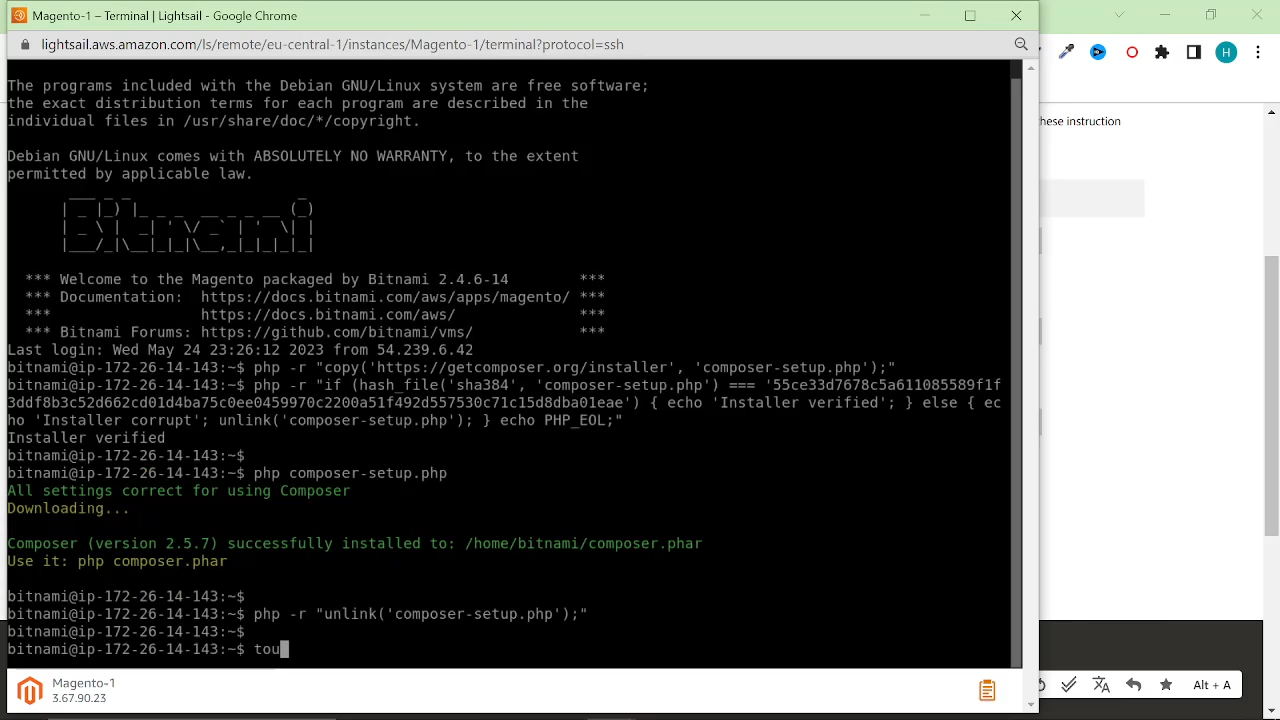 Magento-1 – Terminal | Lightsail - Google Chrome
lightsail.aws.amazon.com/ls/remote/eu-central-1/instances/Magento-1/terminal?protocol=ssh
H
The programs included with the Debian GNU/Linux system are free software;
the exact distribution terms for each program are described in the
individual files in /usr/share/doc/*/copyright.
hese instruction
Debian GNU/Linux comes with ABSOLUTELY NO WARRANTY, to the extent
permitted by applicable law.
Bitnami
*** Welcome to the Magento packaged by Bitnami 2.4.6-14 ***
*** Documentation: https://docs.bitnami.com/aws/apps/magento/ ***
*** https://docs.bitnami.com/aws/ ***
*** Bitnami Forums: https://github.com/bitnami/vms/ ***
Last login: Wed May 24 23:26:12 2023 from 54.239.6.42
bitnami@ip-172-26-14-143:~$ php -r "copy('https://getcomposer.org/installer', 'composer-setup.php');"
bitnami@ip-172-26-14-143:~$ php -r "if (hash_file('sha384', 'composer-setup.php') === '55ce33d7678c5a611085589f1f
3ddf8b3c52d662cd01d4ba75c0ee0459970c2200a51f492d557530c71c15d8dba01eae') { echo 'Installer verified'; } else { ec
ho 'Installer corrupt'; unlink('composer-setup.php'); } echo PHP_EOL;"
Installer verified
bitnami@ip-172-26-14-143:~$
bitnami@ip-172-26-14-143:~$ php composer-setup.php
All settings correct for using Composer
Downloading...
Composer (version 2.5.7) successfully installed to: /home/bitnami/composer.phar
Use it: php composer.phar
bitnami@ip-172-26-14-143:~$
bitnami@ip-172-26-14-143:~$ php -r "unlink('composer-setup.php');"
bitnami@ip-172-26-14-143:~$
bitnami@ip-172-26-14-143:~$ tou
Magento-1
3.67.90.23
Alt + A